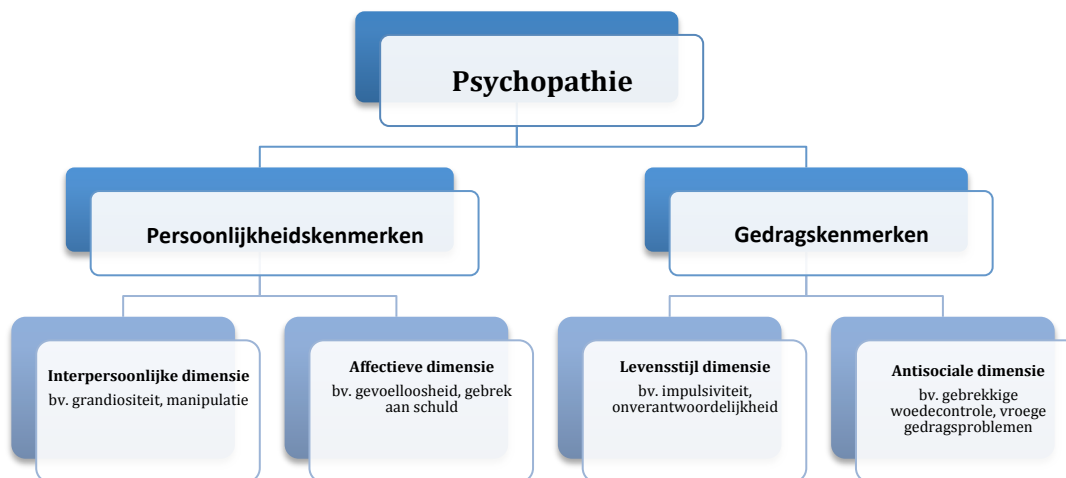 Psychopathie
Persoonlijkheidskenmerken
Gedragskenmerken
Interpersoonlijke dimensie
bv. grandiositeit, manipulatie
Affectieve dimensie
bv. gevoelloosheid, gebrek
aan schuld
Levensstijl dimensie
bv. impulsiviteit,
onverantwoordelijkheid
Antisociale dimensie
bv. gebrekkige
woedecontrole, vroege
gedragsproblemen